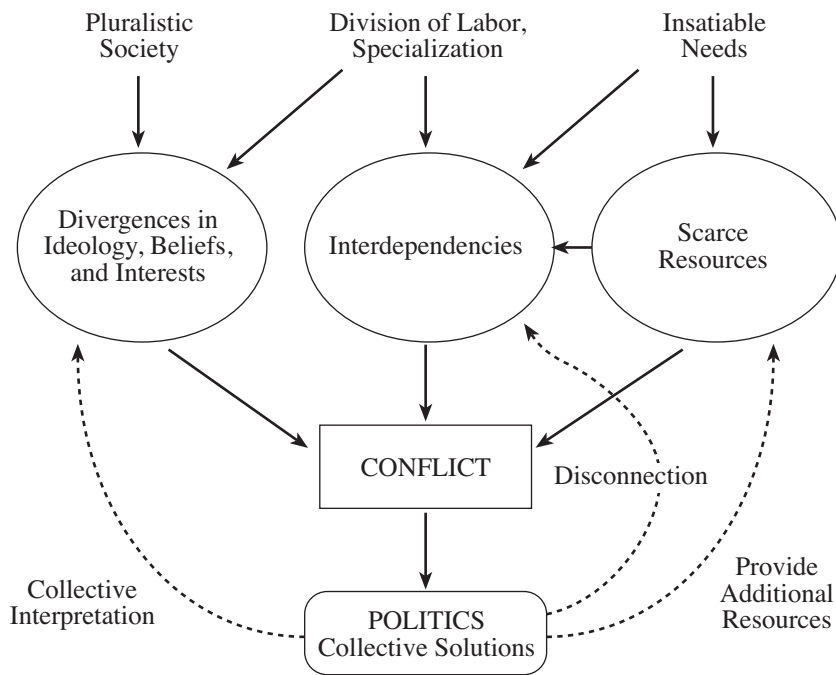 Pluralistic
Society
Division of Labor,
Specialization
Insatiable
Needs
Divergences in
Ideology, Beliefs,
and Interests
Interdependencies
Scarce
Resources
CONFLICT
Disconnection
Collective
Interpretation
POLITICS
Collective Solutions
Provide
Additional
Resources